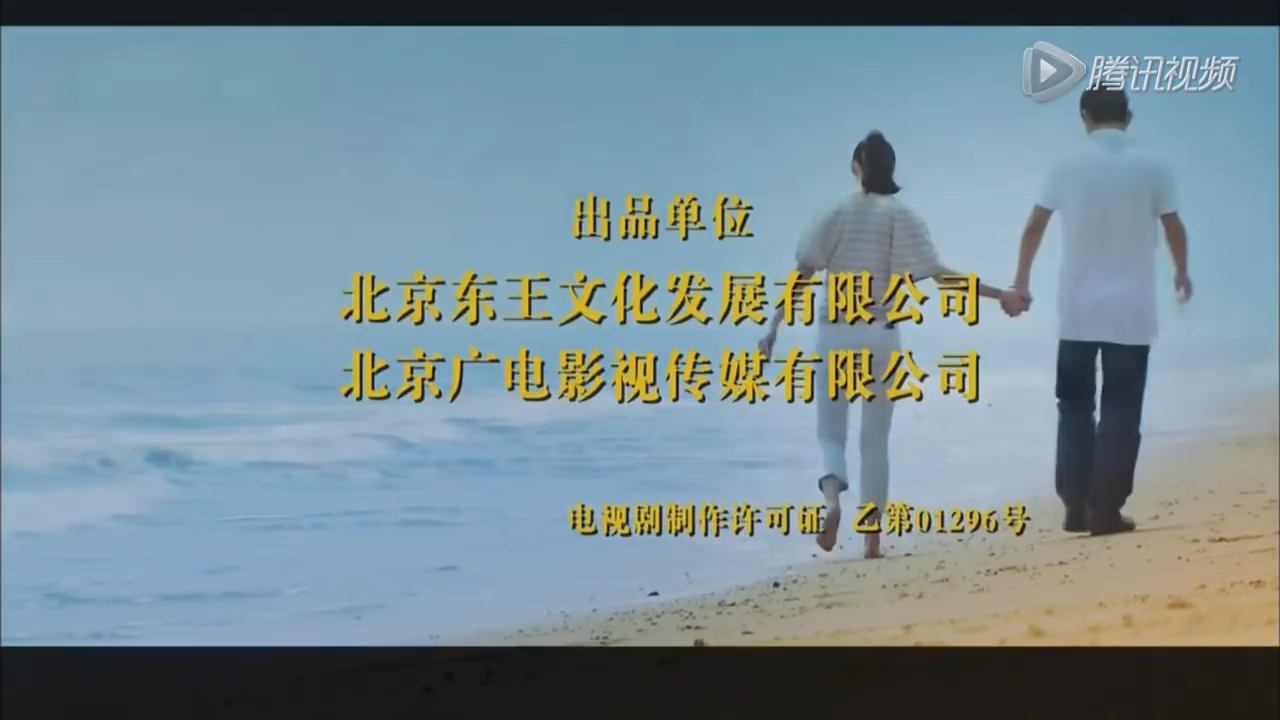 腾讯视频
出品单位
北京东王文化发展有限公司
北京广电影视传媒有限公司
电视剧制作许可证 乙第01296号